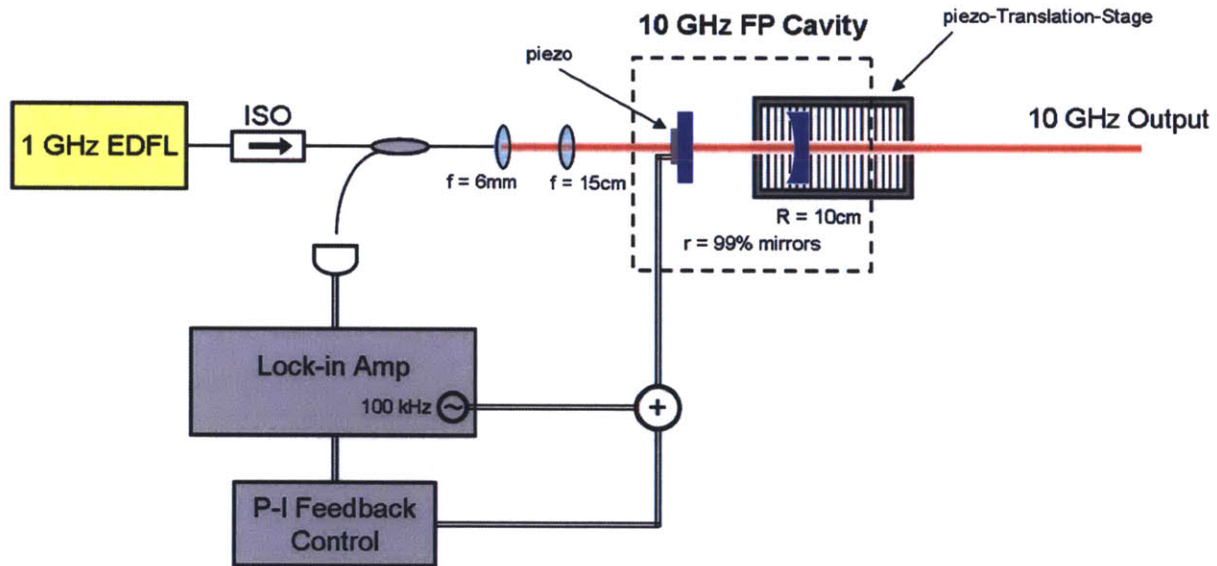 10 GHz FP Cavity
piezo-Translation-Stage
piezo
ISO
1 GHz EDFL
10 GHz Output
f = 6mm
f = 15cm
R = 10cm
r = 99% mirrors
Lock-in Amp
100 kHz
~
+
P-I Feedback
Control